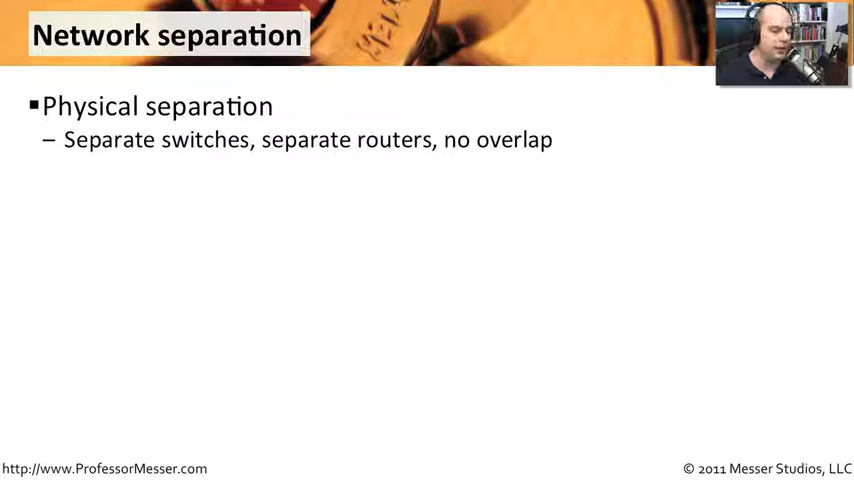 Network separation
▪Physical separation
– Separate switches, separate routers, no overlap
http://www.ProfessorMesser.com
© 2011 Messer Studios, LLC